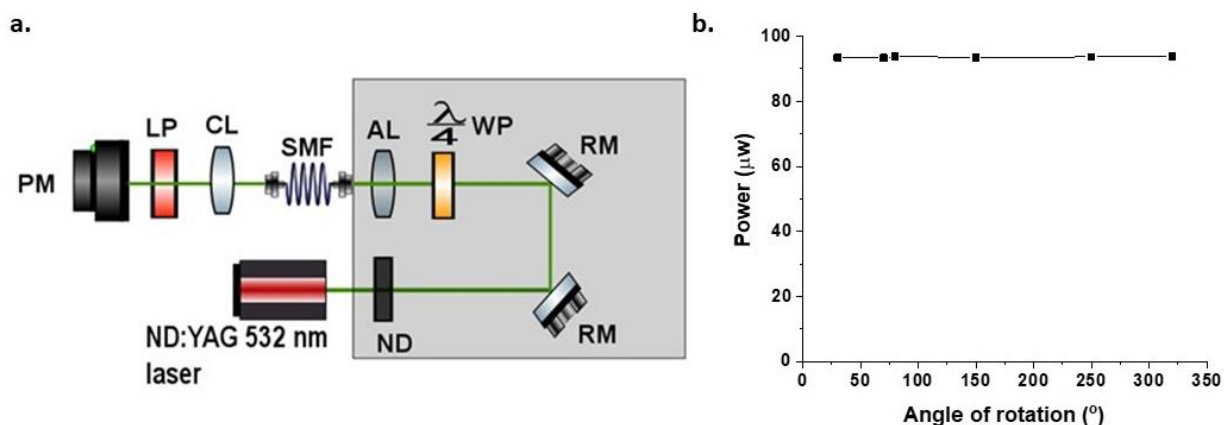 a.
LP
CL
SMF
AL
λ/4 WP
RM
PM
ND:YAG 532 nm
laser
ND
RM
b.
100
80
60
40
20
0
Power (μw)
0 50 100 150 200 250 300 350
Angle of rotation (º)